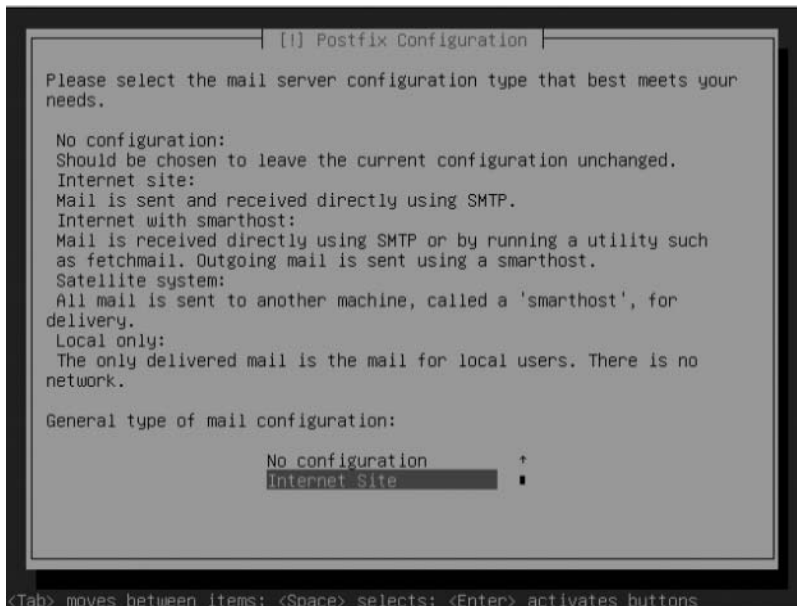 [!] Postfix Configuration
Please select the mail server configuration type that best meets your
needs.
No configuration:
Should be chosen to leave the current configuration unchanged.
Internet site:
Mail is sent and received directly using SMTP.
Internet with smarthost:
Mail is received directly using SMTP or by running a utility such
as fetchmail. Outgoing mail is sent using a smarthost.
Satellite system:
All mail is sent to another machine, called a 'smarthost', for
delivery.
Local only:
The only delivered mail is the mail for local users. There is no
network.
General type of mail configuration:
No configuration
Internet Site
<Tab> moves between items; <Space> selects; <Enter> activates buttons